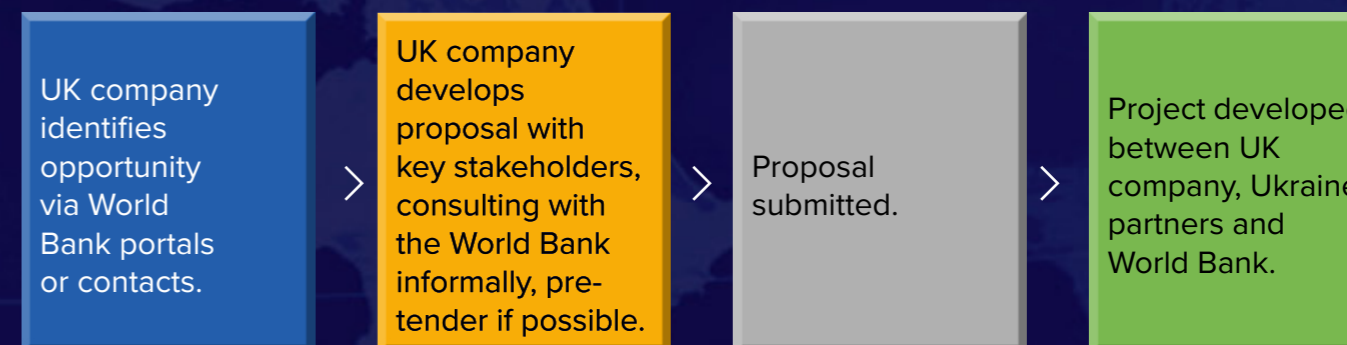 UK company
identifies
opportunity
via World
Bank portals
or contacts.
UK company
develops
proposal with
key stakeholders,
consulting with
the World Bank
informally, pre-
tender if possible.
Proposal
submitted.
Project develope
between UK
company, Ukraine
partners and
World Bank.